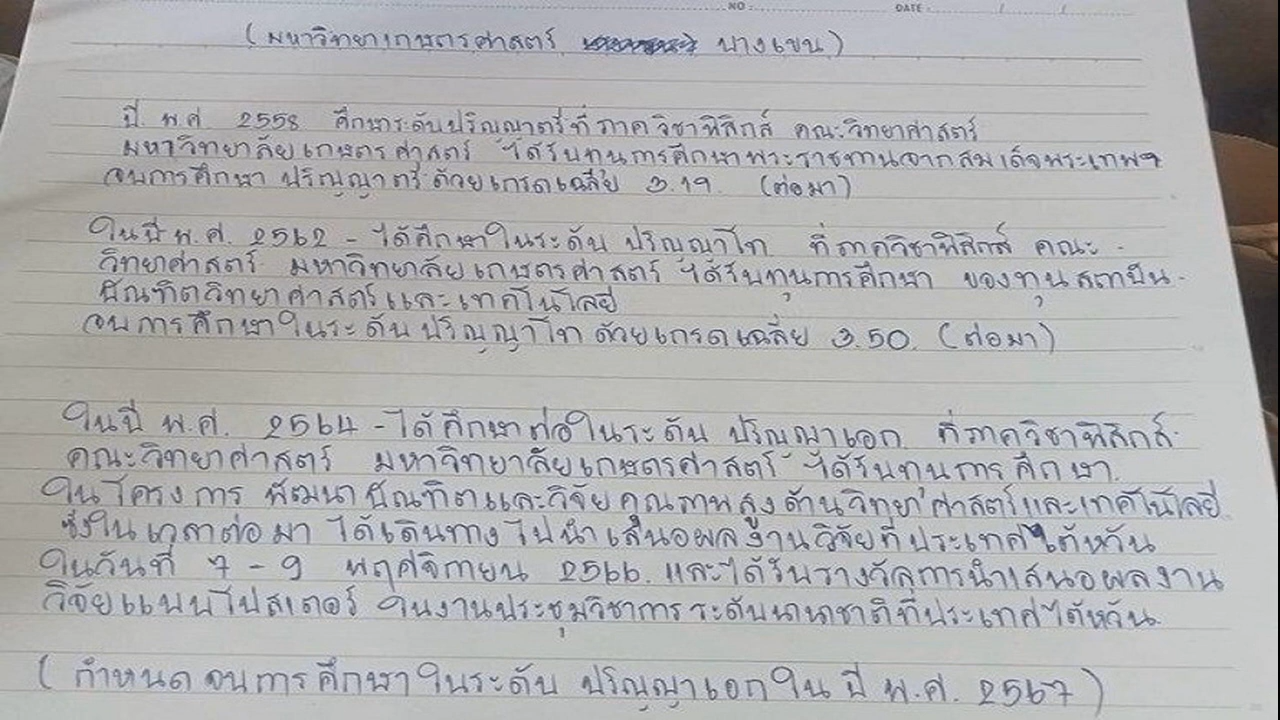 NO. DATE / /
(มหาวิทยาเกษตรศาสตร์ บางเขน)
ปี พ.ศ 2558 ศึกษาระดับปริญญาตรีที่ภาควิชาฟิสิกส์ คณะวิทยาศาสตร์
มหาวิทยาลัยเกษตรศาสตร์ ได้รับทุนการศึกษาพระราชทานจากสมเด็จพระเทพฯ
จบการศึกษา ปริญญาตรี ด้วยเกรดเฉลี่ย 3.19. (ต่อมา)
ในปี พ.ศ. 2562 - ได้ศึกษาในระดับ ปริญญาโท ที่ภาควิชาฟิสิกส์ คณะ -
วิทยาศาสตร์ มหาวิทยาลัยเกษตรศาสตร์ ได้รับทุนการศึกษา ของทุนสถาบัน -
บัณฑิตวิทยาศาสตร์และเทคโนโลยี
จบการศึกษาในระดับปริญญาโท ด้วยเกรดเฉลี่ย 3.50. (ต่อมา)
ในปี พ.ศ. 2564 - ได้ศึกษาต่อในระดับ ปริญญาเอก ที่ภาควิชาฟิสิกส์
คณะวิทยาศาสตร์ มหาวิทยาลัยเกษตรศาสตร์ ได้รับทุนการศึกษา
ในโครงการ พัฒนาบัณฑิตและวิจัยคุณภาพสูงด้านวิทยาศาสตร์และเทคโนโลยี
ซึ่งในเวลาต่อมา ได้เดินทางไปนำเสนอผลงานวิจัยที่ประเทศไต้หวัน
ในวันที่ 7 - 9 พฤศจิกายน 2566. และได้รับรางวัลการนำเสนอผลงาน
วิจัยแบบโปสเตอร์ ในงานประชุมวิชาการระดับนานาชาติที่ประเทศไต้หวัน
(กำหนดจบการศึกษาในระดับ ปริญญาเอกใน ปี พ.ศ. 2567)